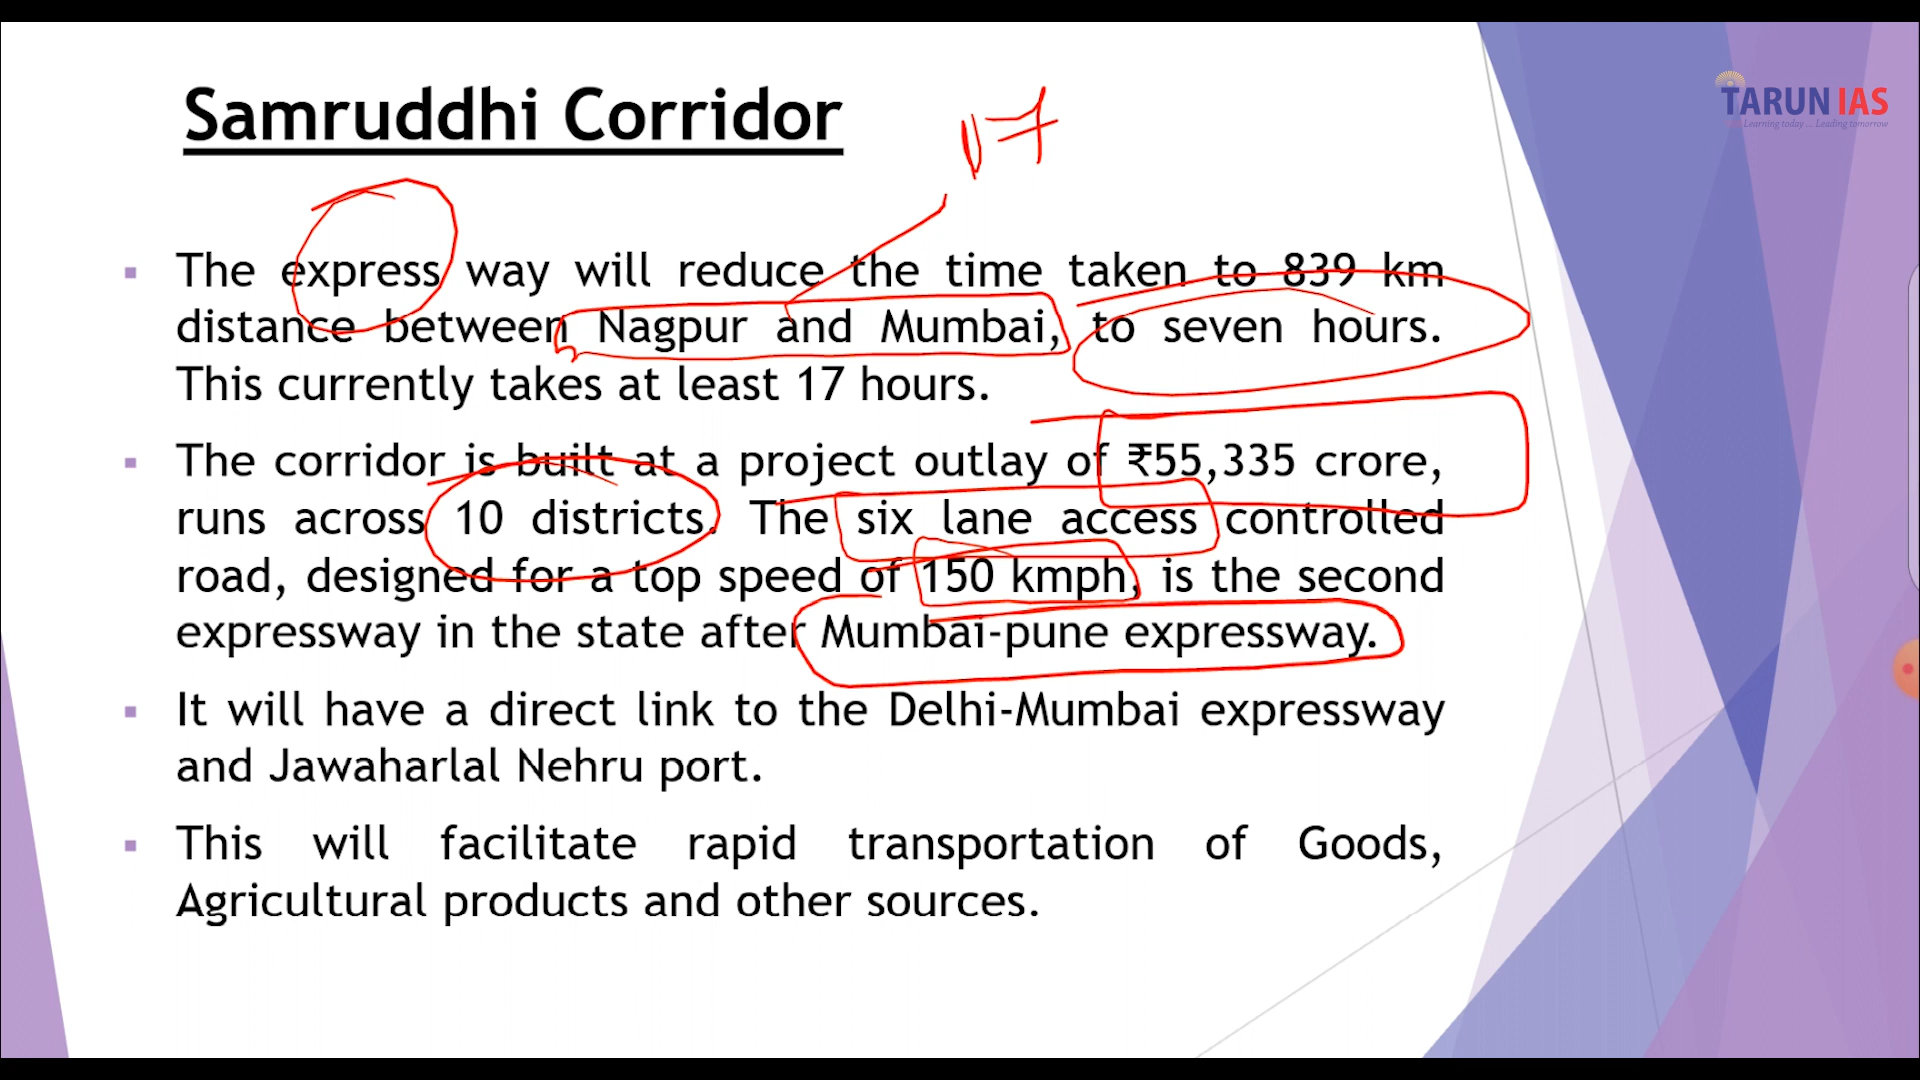 TARUN IAS
Learning today ... Leading tomorrow
Samruddhi Corridor
17
▪ The express way will reduce the time taken to 839 km
distance between Nagpur and Mumbai, to seven hours.
This currently takes at least 17 hours.
▪ The corridor is built at a project outlay of ₹55,335 crore,
runs across 10 districts. The six lane access controlled
road, designed for a top speed of 150 kmph, is the second
expressway in the state after Mumbai-pune expressway.
▪ It will have a direct link to the Delhi-Mumbai expressway
and Jawaharlal Nehru port.
▪ This will facilitate rapid transportation of Goods,
Agricultural products and other sources.